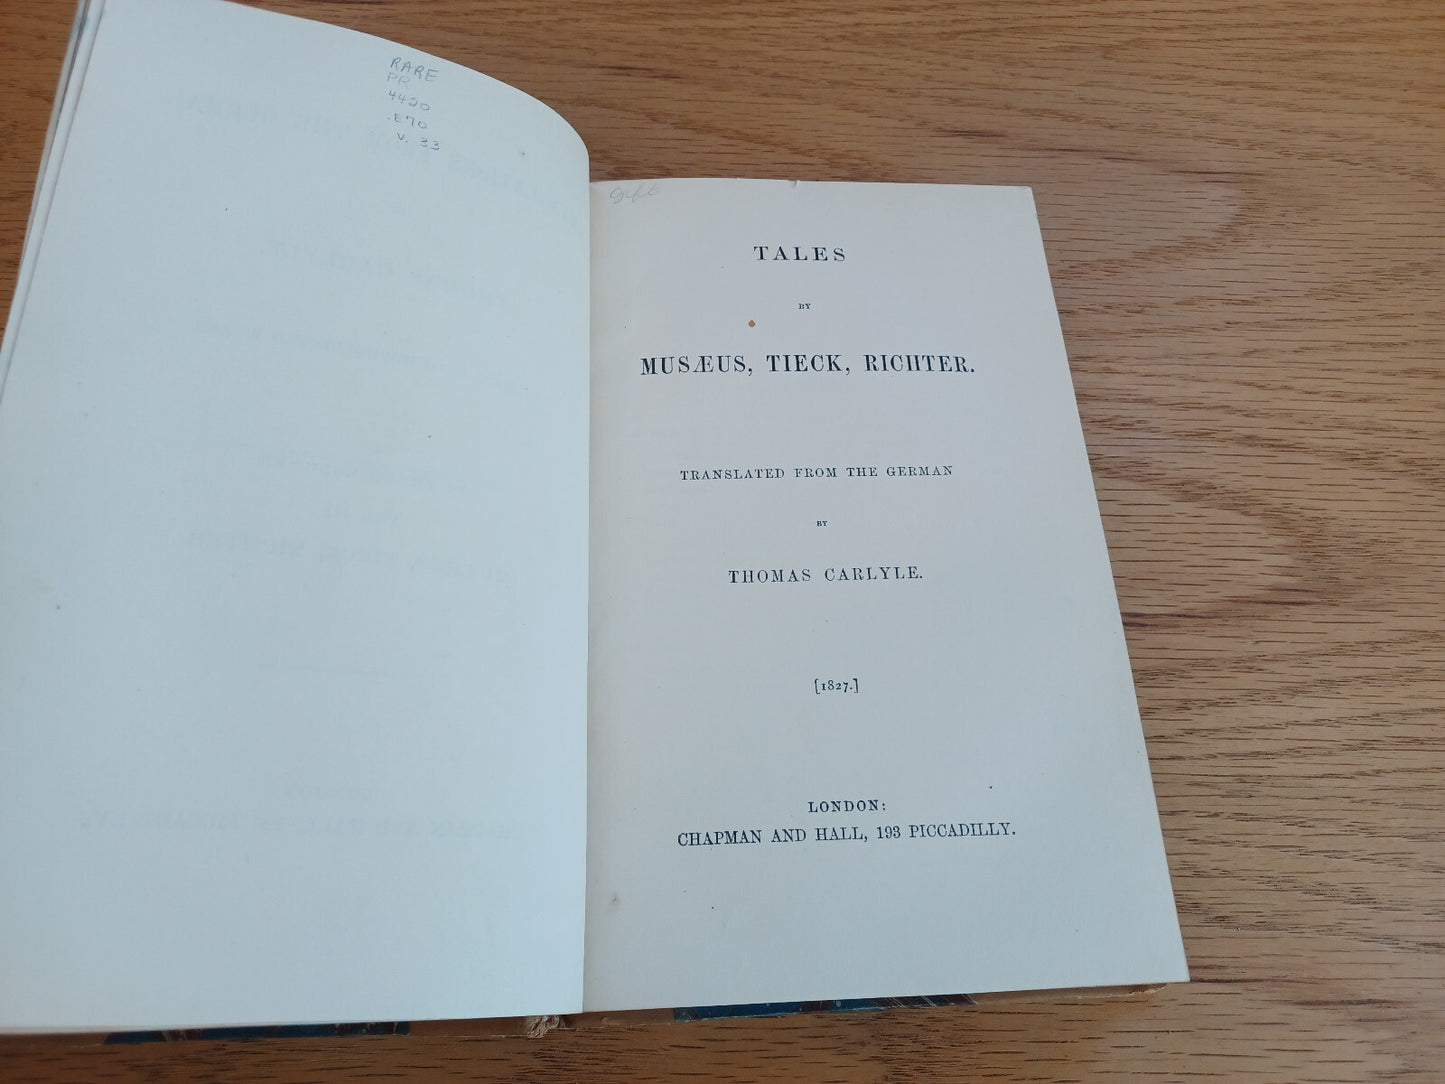 RARE
PR
4420
.E70
v. 33
gift
TALES
BY
MUSÆUS, TIECK, RICHTER.
TRANSLATED FROM THE GERMAN
BY
THOMAS CARLYLE.
[1827.]
LONDON:
CHAPMAN AND HALL, 193 PICCADILLY.